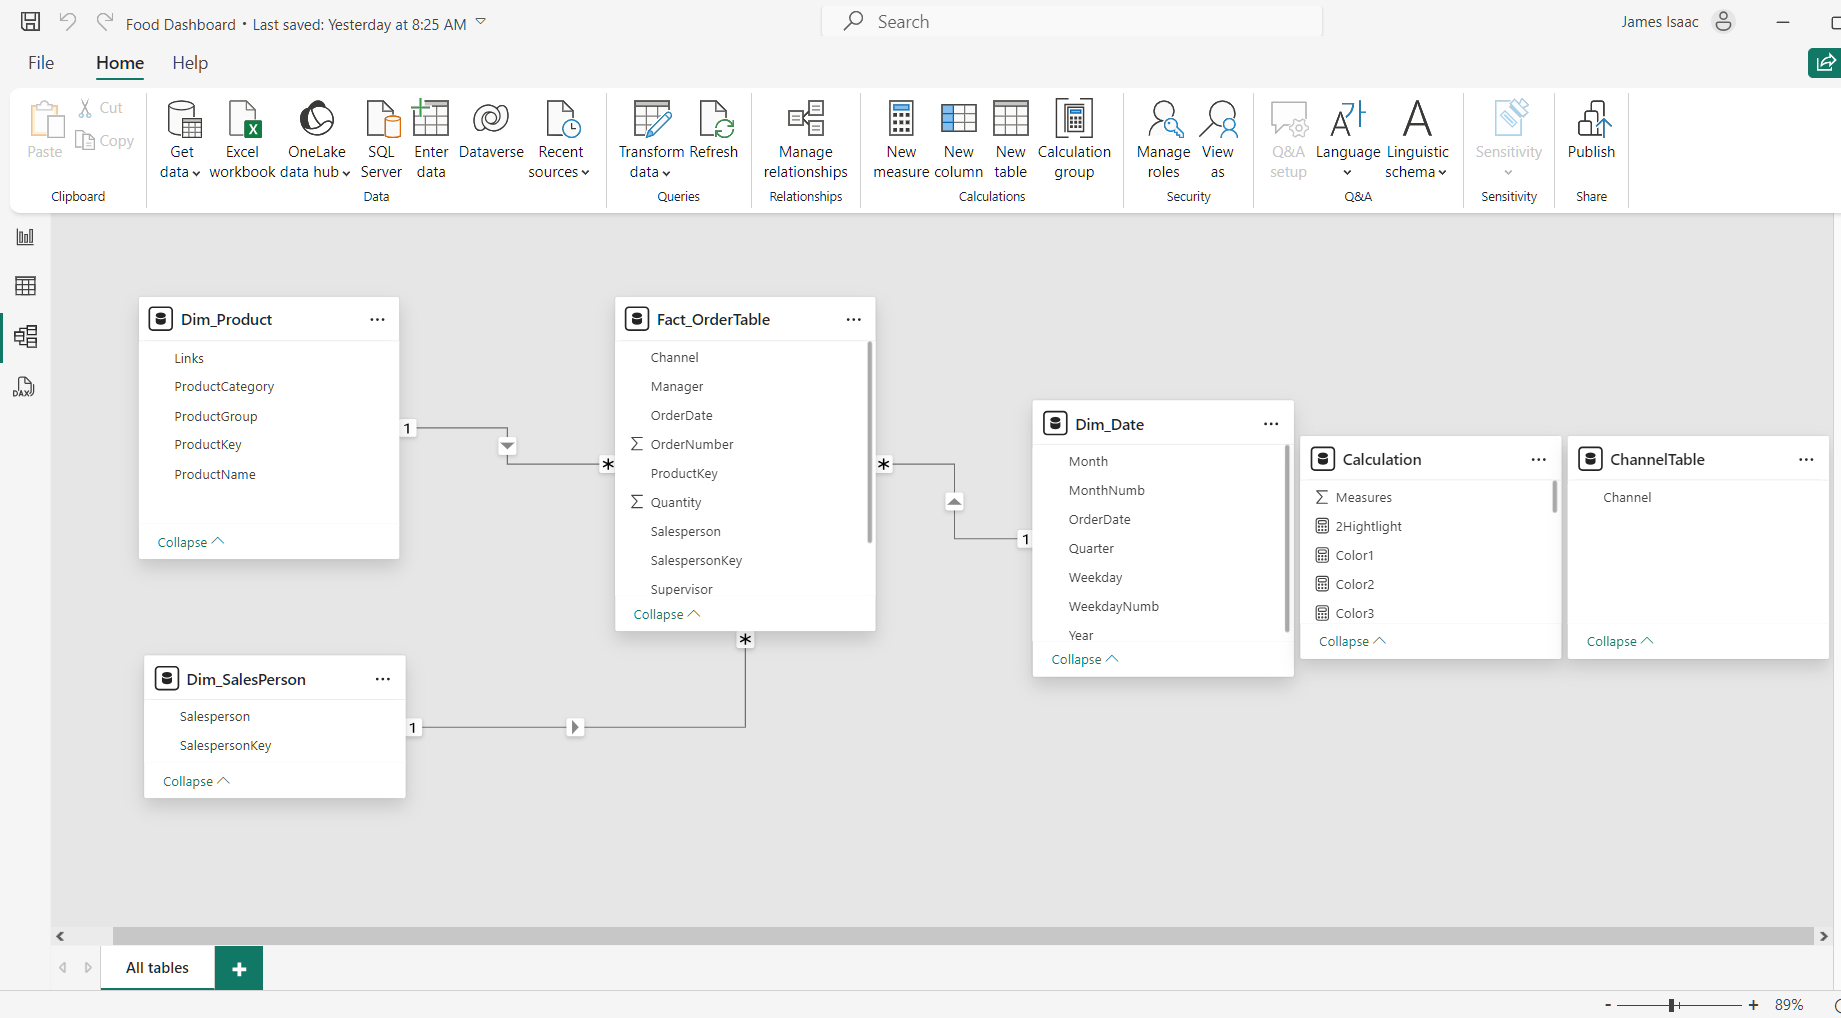 Food Dashboard • Last saved: Yesterday at 8:25 AM
Search
James Isaac
File Home Help
Paste
Cut
Copy
Clipboard
Get data
Excel workbook
OneLake data hub
SQL Server
Enter data
Dataverse
Recent sources
Data
Transform data
Refresh
Queries
Manage relationships
Relationships
New measure
New column
New table
Calculation group
Calculations
Manage roles
View as
Security
Q&A setup
Language
Linguistic schema
Q&A
Sensitivity
Sensitivity
Publish
Share
DAX
Dim_Product
Links
ProductCategory
ProductGroup
ProductKey
ProductName
Collapse
1
*
Fact_OrderTable
Channel
Manager
OrderDate
Σ OrderNumber
ProductKey
Σ Quantity
Salesperson
SalespersonKey
Supervisor
Collapse
*
*
1
Dim_Date
Month
MonthNumb
OrderDate
Quarter
Weekday
WeekdayNumb
Year
Collapse
Calculation
Σ Measures
2Hightlight
Color1
Color2
Color3
Collapse
ChannelTable
Channel
Collapse
Dim_SalesPerson
Salesperson
SalespersonKey
Collapse
1
All tables +
- + 89%